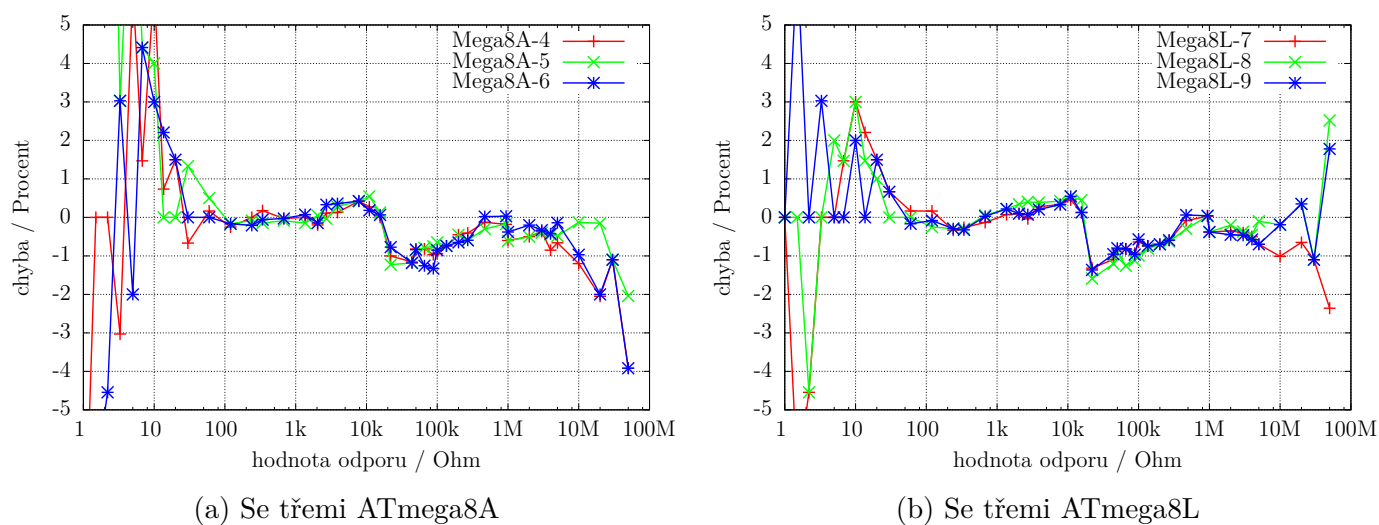 5
4
3
2
1
0
-1
-2
-3
-4
-5
chyba / Procent
Mega8A-4
Mega8A-5
Mega8A-6
1 10 100 1k 10k 100k 1M 10M 100M
hodnota odporu / Ohm
(a) Se třemi ATmega8A
5
4
3
2
1
0
-1
-2
-3
-4
-5
chyba / Procent
Mega8L-7
Mega8L-8
Mega8L-9
1 10 100 1k 10k 100k 1M 10M 100M
hodnota odporu / Ohm
(b) Se třemi ATmega8L